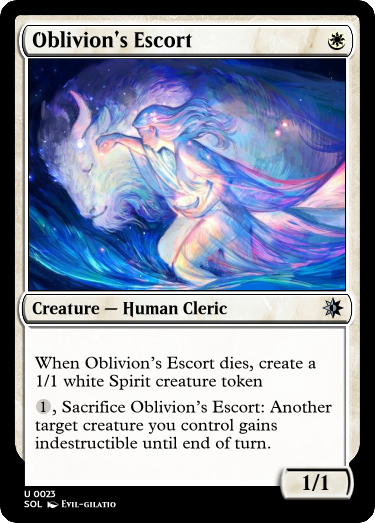 Oblivion's Escort
Creature — Human Cleric
When Oblivion's Escort dies, create a
1/1 white Spirit creature token
1, Sacrifice Oblivion's Escort: Another
target creature you control gains
indestructible until end of turn.
1/1
U 0023
SOL Evil-gilatio